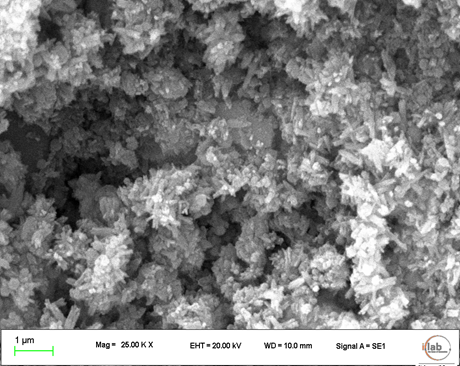 1 µm
Mag = 25.00 K X EHT = 20.00 kV WD = 10.0 mm Signal A = SE1
lab